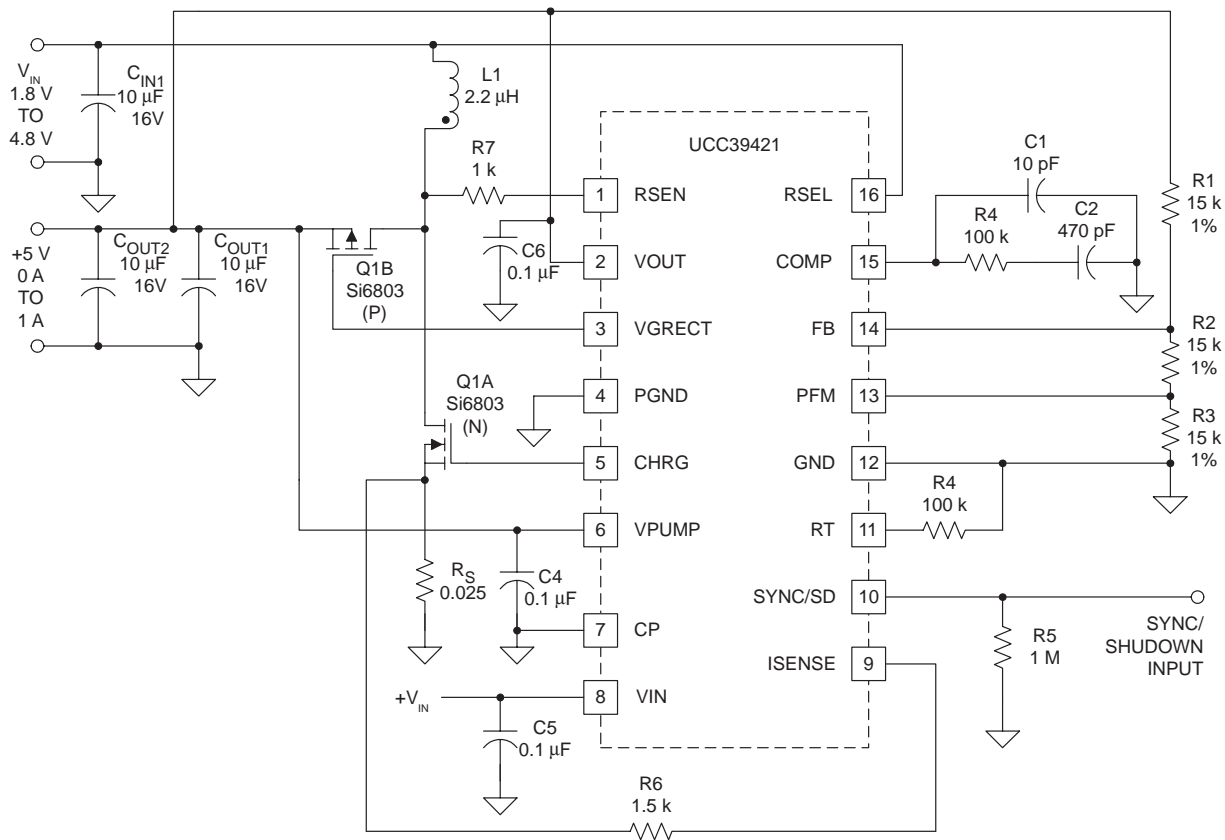 V_IN
1.8 V
TO
4.8 V
C_IN1
10 µF
16V
L1
2.2 µH
UCC39421
R7
1 k
1
RSEN
RSEL
16
C1
10 pF
R4
100 k
C2
470 pF
R1
15 k
1%
+5 V
0 A
TO
1 A
C_OUT2
10 µF
16V
C_OUT1
10 µF
16V
Q1B
Si6803
(P)
C6
0.1 µF
2
VOUT
COMP
15
3
VGRECT
FB
14
R2
15 k
1%
Q1A
Si6803
(N)
4
PGND
PFM
13
R3
15 k
1%
5
CHRG
GND
12
R4
100 k
6
VPUMP
RT
11
R_S
0.025
C4
0.1 µF
SYNC/SD
10
SYNC/
SHUDOWN
INPUT
R5
1 M
7
CP
ISENSE
9
+V_IN
8
VIN
C5
0.1 µF
R6
1.5 k